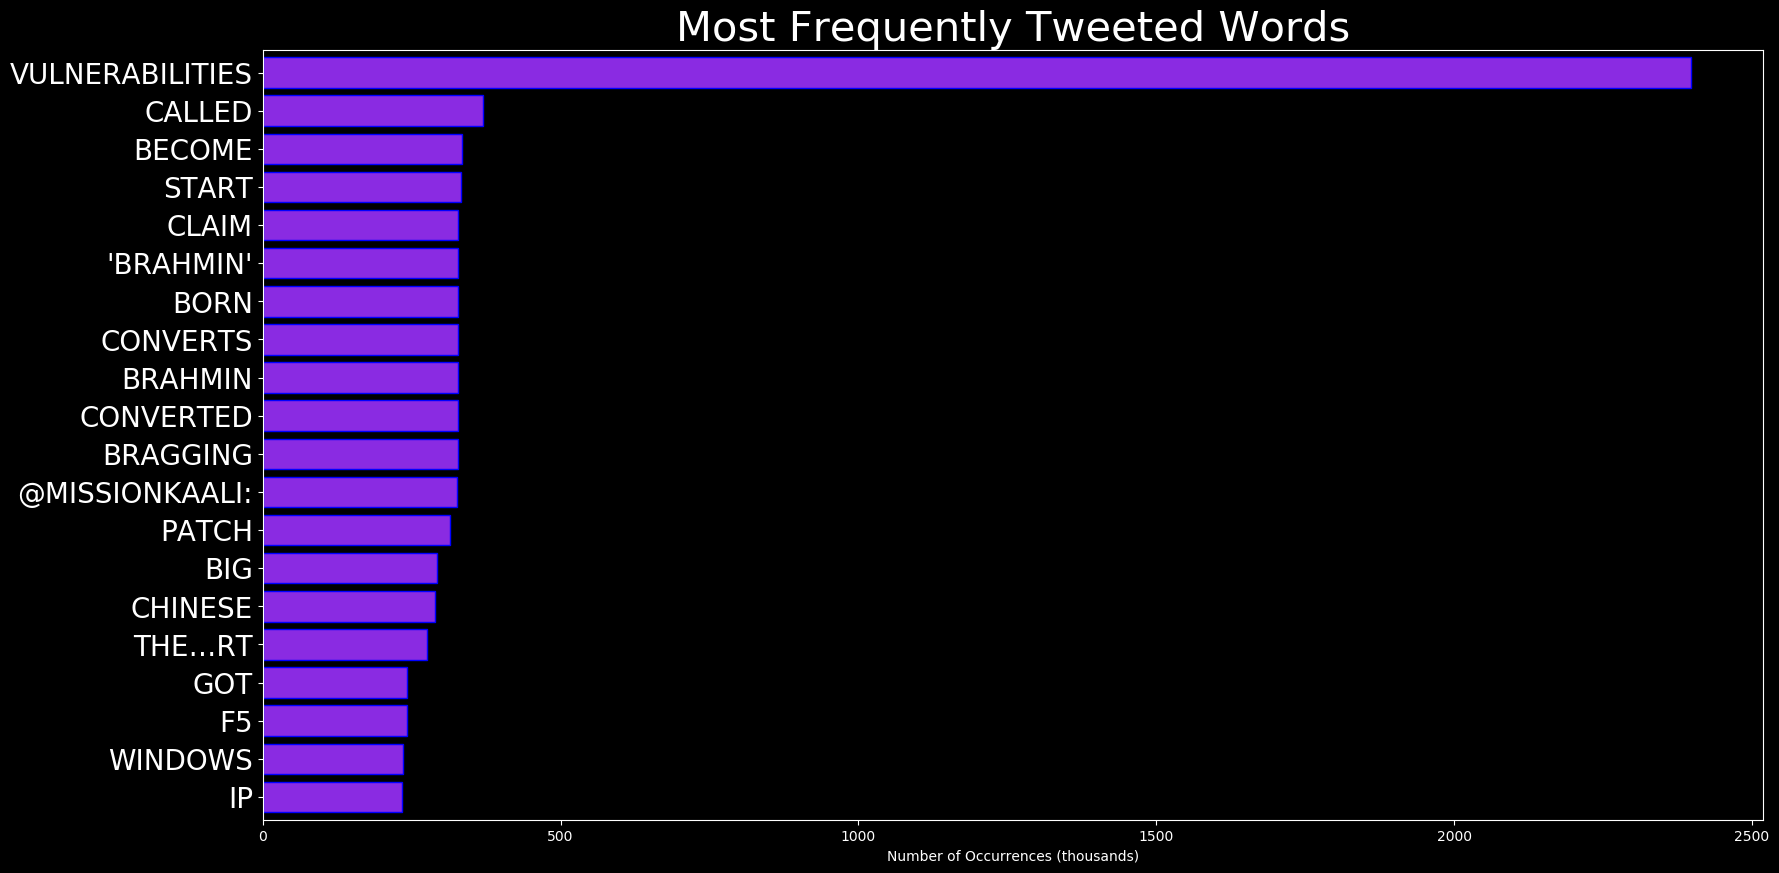 Most Frequently Tweeted Words
VULNERABILITIES
CALLED
BECOME
START
CLAIM
'BRAHMIN'
BORN
CONVERTS
BRAHMIN
CONVERTED
BRAGGING
@MISSIONKAALI:
PATCH
BIG
CHINESE
THE…RT
GOT
F5
WINDOWS
IP
0 500 1000 1500 2000 2500
Number of Occurrences (thousands)